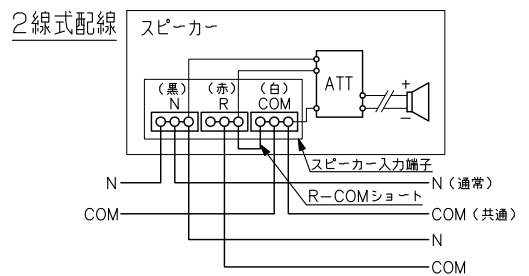 2線式配線
スピーカー
ATT
+
−
(黒) (赤) (白)
N R COM
スピーカー入力端子
N
N(通常)
R−COMショート
COM
COM(共通)
N
COM